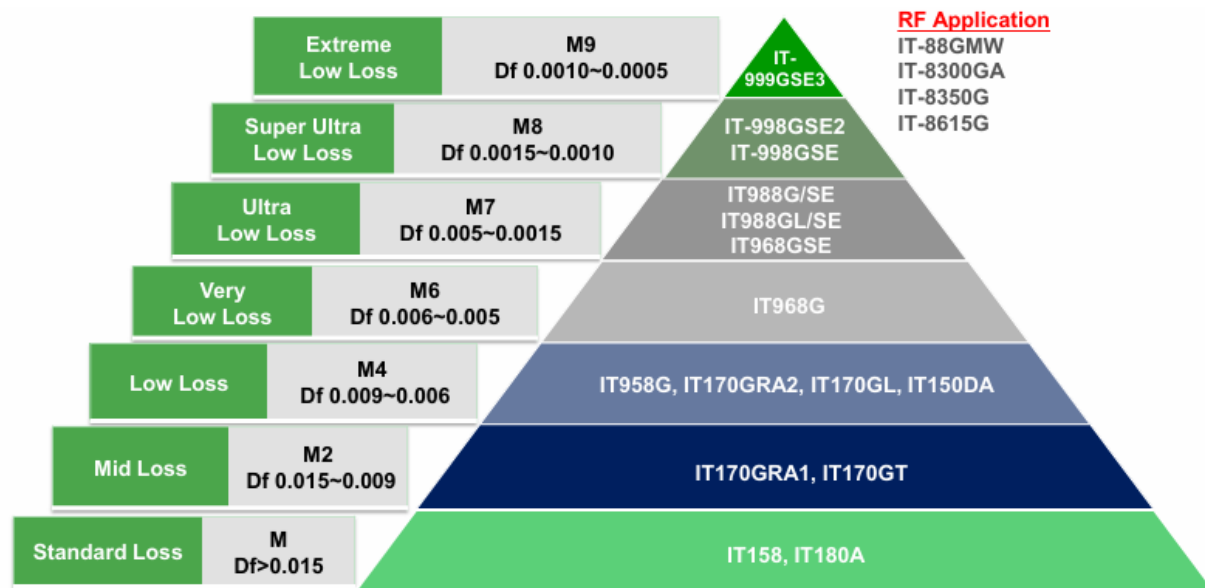 Extreme
Low Loss
M9
Df 0.0010~0.0005
IT-
999GSE3
RF Application
IT-88GMW
IT-8300GA
IT-8350G
IT-8615G
Super Ultra
Low Loss
M8
Df 0.0015~0.0010
IT-998GSE2
IT-998GSE
Ultra
Low Loss
M7
Df 0.005~0.0015
IT988G/SE
IT988GL/SE
IT968GSE
Very
Low Loss
M6
Df 0.006~0.005
IT968G
Low Loss
M4
Df 0.009~0.006
IT958G, IT170GRA2, IT170GL, IT150DA
Mid Loss
M2
Df 0.015~0.009
IT170GRA1, IT170GT
Standard Loss
M
Df>0.015
IT158, IT180A